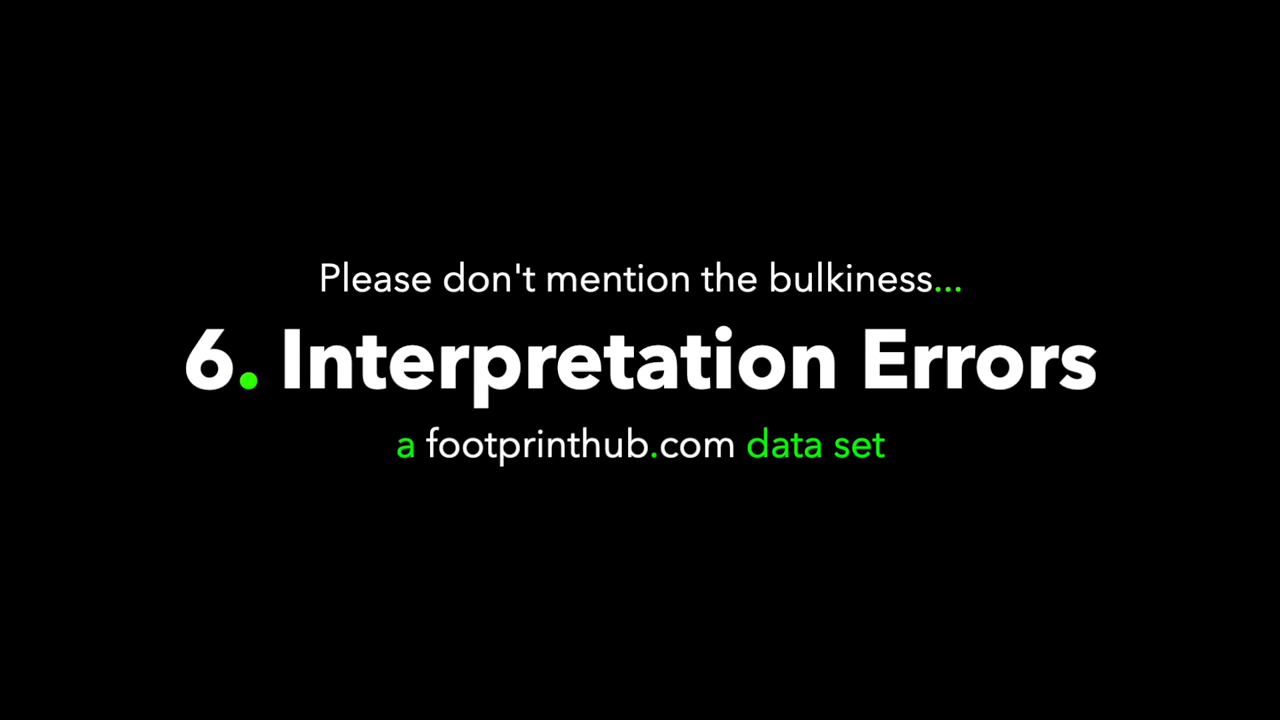 Please don't mention the bulkiness...
6. Interpretation Errors
a footprinthub.com data set